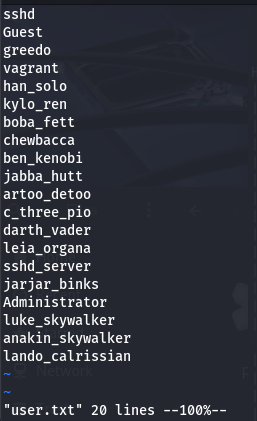 sshd
Guest
greedo
vagrant
han_solo
kylo_ren
boba_fett
chewbacca
ben_kenobi
jabba_hutt
artoo_detoo
c_three_pio
darth_vader
leia_organa
sshd_server
jarjar_binks
Administrator
luke_skywalker
anakin_skywalker
lando_calrissian
~
~ Network
"user.txt" 20 lines --100%--